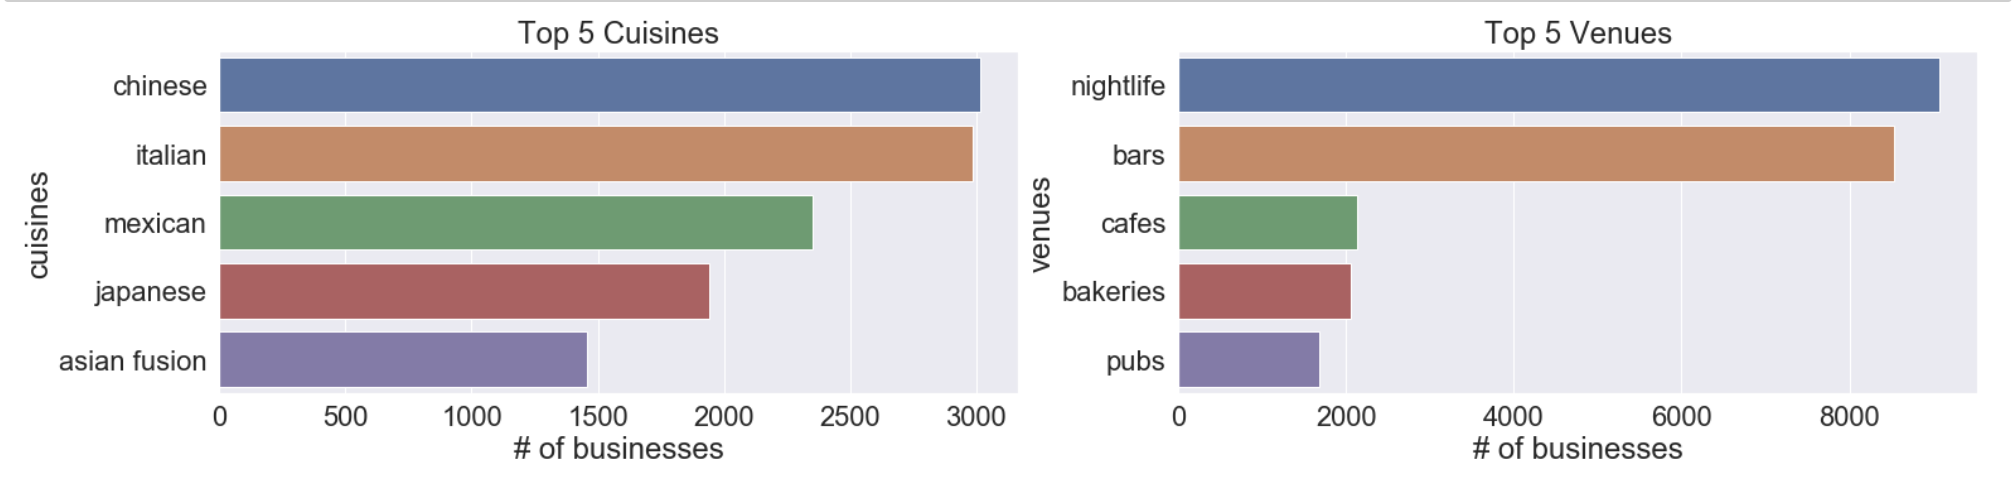 Top 5 Cuisines
cuisines
chinese
italian
mexican
japanese
asian fusion
0 500 1000 1500 2000 2500 3000
# of businesses
Top 5 Venues
venues
nightlife
bars
cafes
bakeries
pubs
0 2000 4000 6000 8000
# of businesses